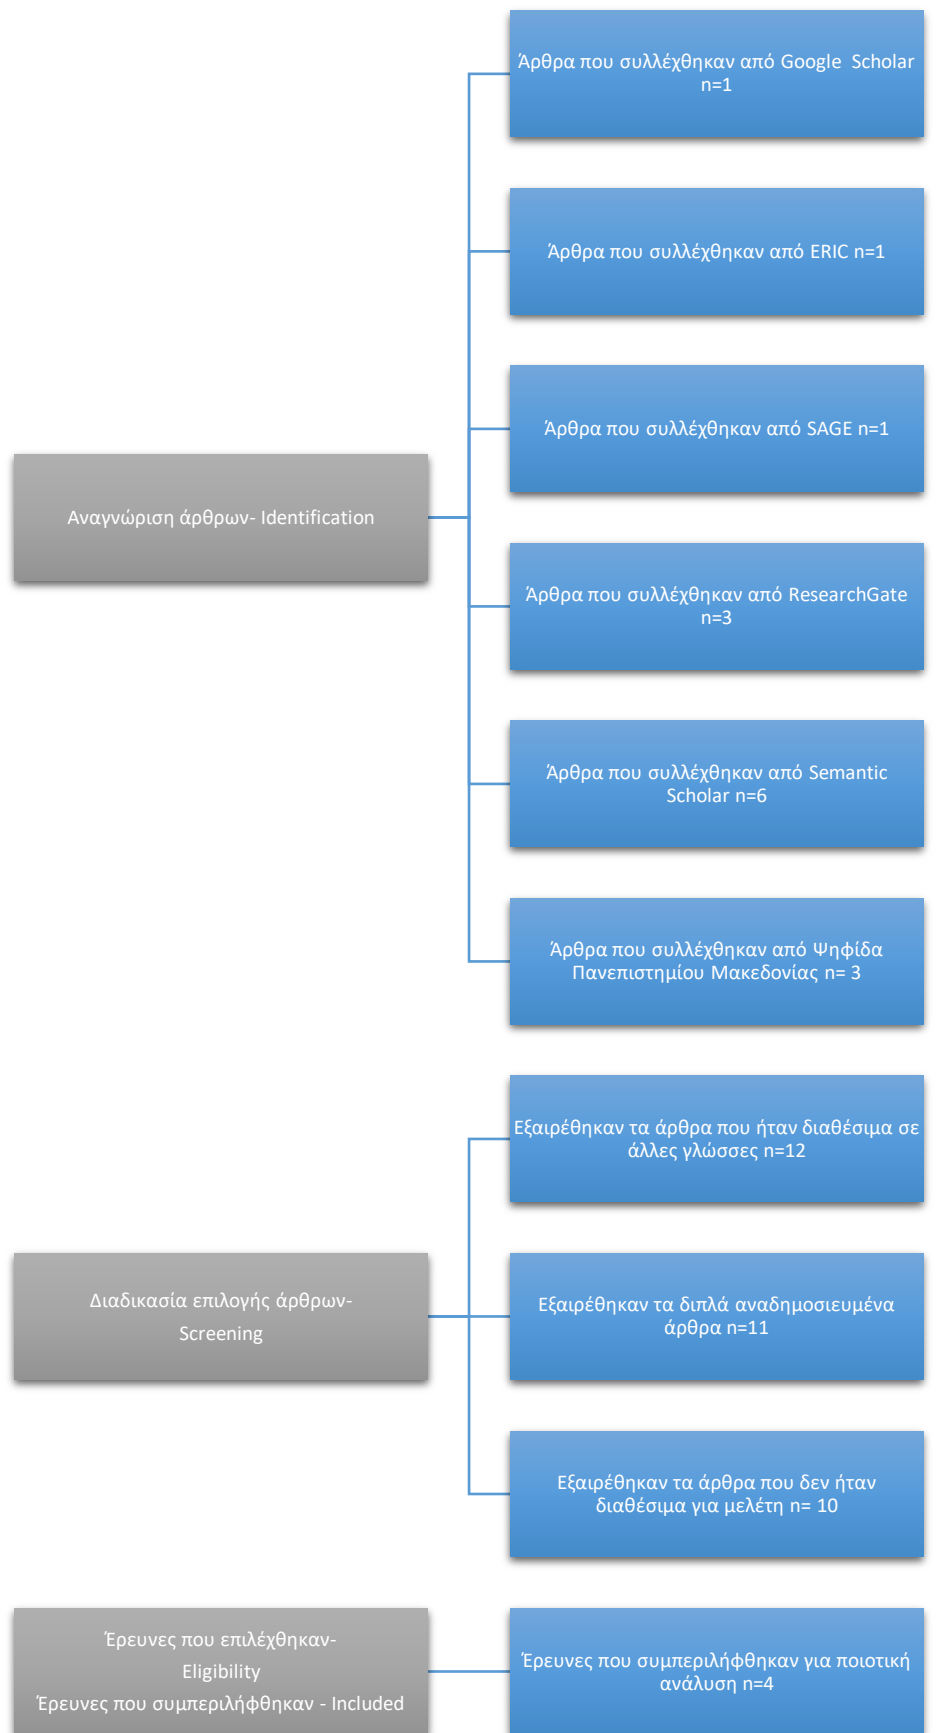 Άρθρα που συλλέχθηκαν από Google Scholar
n=1
Άρθρα που συλλέχθηκαν από ERIC n=1
Άρθρα που συλλέχθηκαν από SAGE n=1
Αναγνώριση άρθρων- Identification
Άρθρα που συλλέχθηκαν από ResearchGate
n=3
Άρθρα που συλλέχθηκαν από Semantic
Scholar n=6
Άρθρα που συλλέχθηκαν από Ψηφίδα
Πανεπιστημίου Μακεδονίας n= 3
Εξαιρέθηκαν τα άρθρα που ήταν διαθέσιμα σε
άλλες γλώσσες n=12
Διαδικασία επιλογής άρθρων-
Screening
Εξαιρέθηκαν τα διπλά αναδημοσιευμένα
άρθρα n=11
Εξαιρέθηκαν τα άρθρα που δεν ήταν
διαθέσιμα για μελέτη n= 10
Έρευνες που επιλέχθηκαν-
Eligibility
Έρευνες που συμπεριλήφθηκαν - Included
Έρευνες που συμπεριλήφθηκαν για ποιοτική
ανάλυση n=4